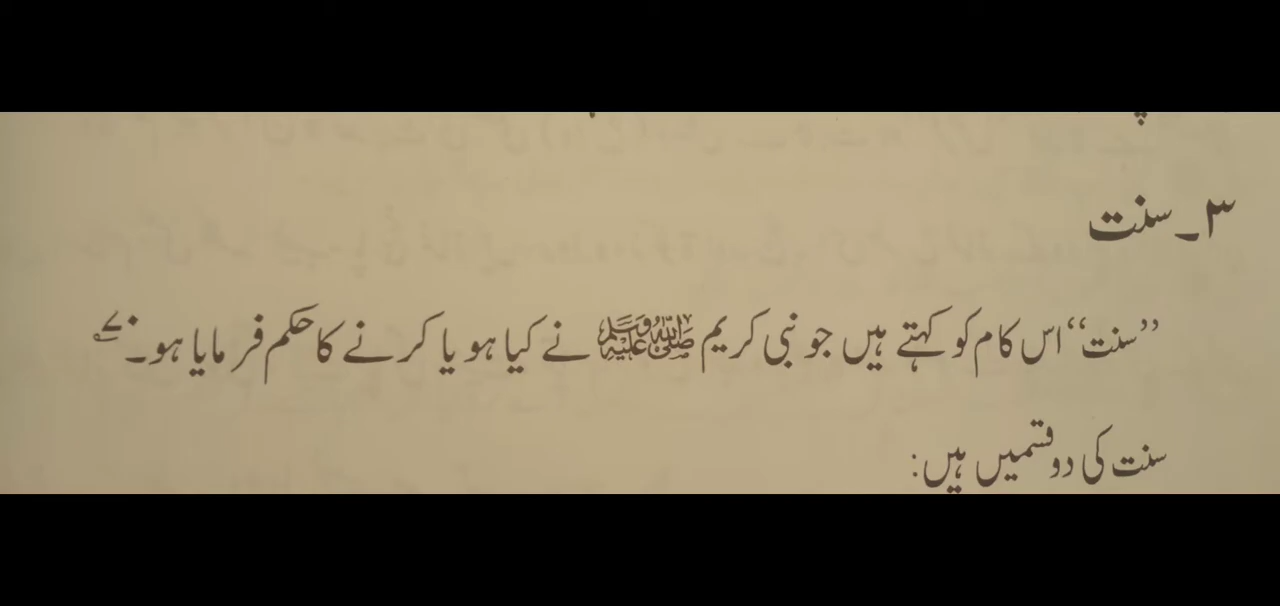 ۳۔ سنت
”سنت“ اس کام کو کہتے ہیں جو نبی کریم ﷺ نے کیا ہو یا کرنے کا حکم فرمایا ہو۔
سنت کی دو قسمیں ہیں: